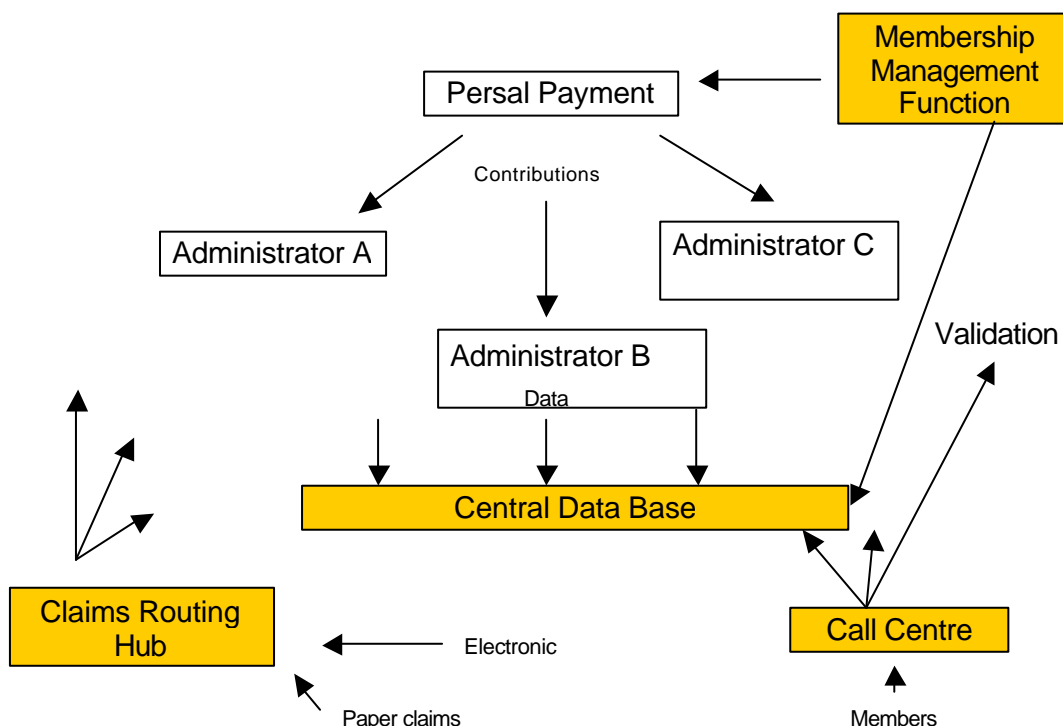 Membership
Management
Function
Persal Payment
Contributions
Administrator A
Administrator C
Administrator B
Data
Validation
Central Data Base
Claims Routing
Hub
Electronic
Call Centre
Paper claims
Members